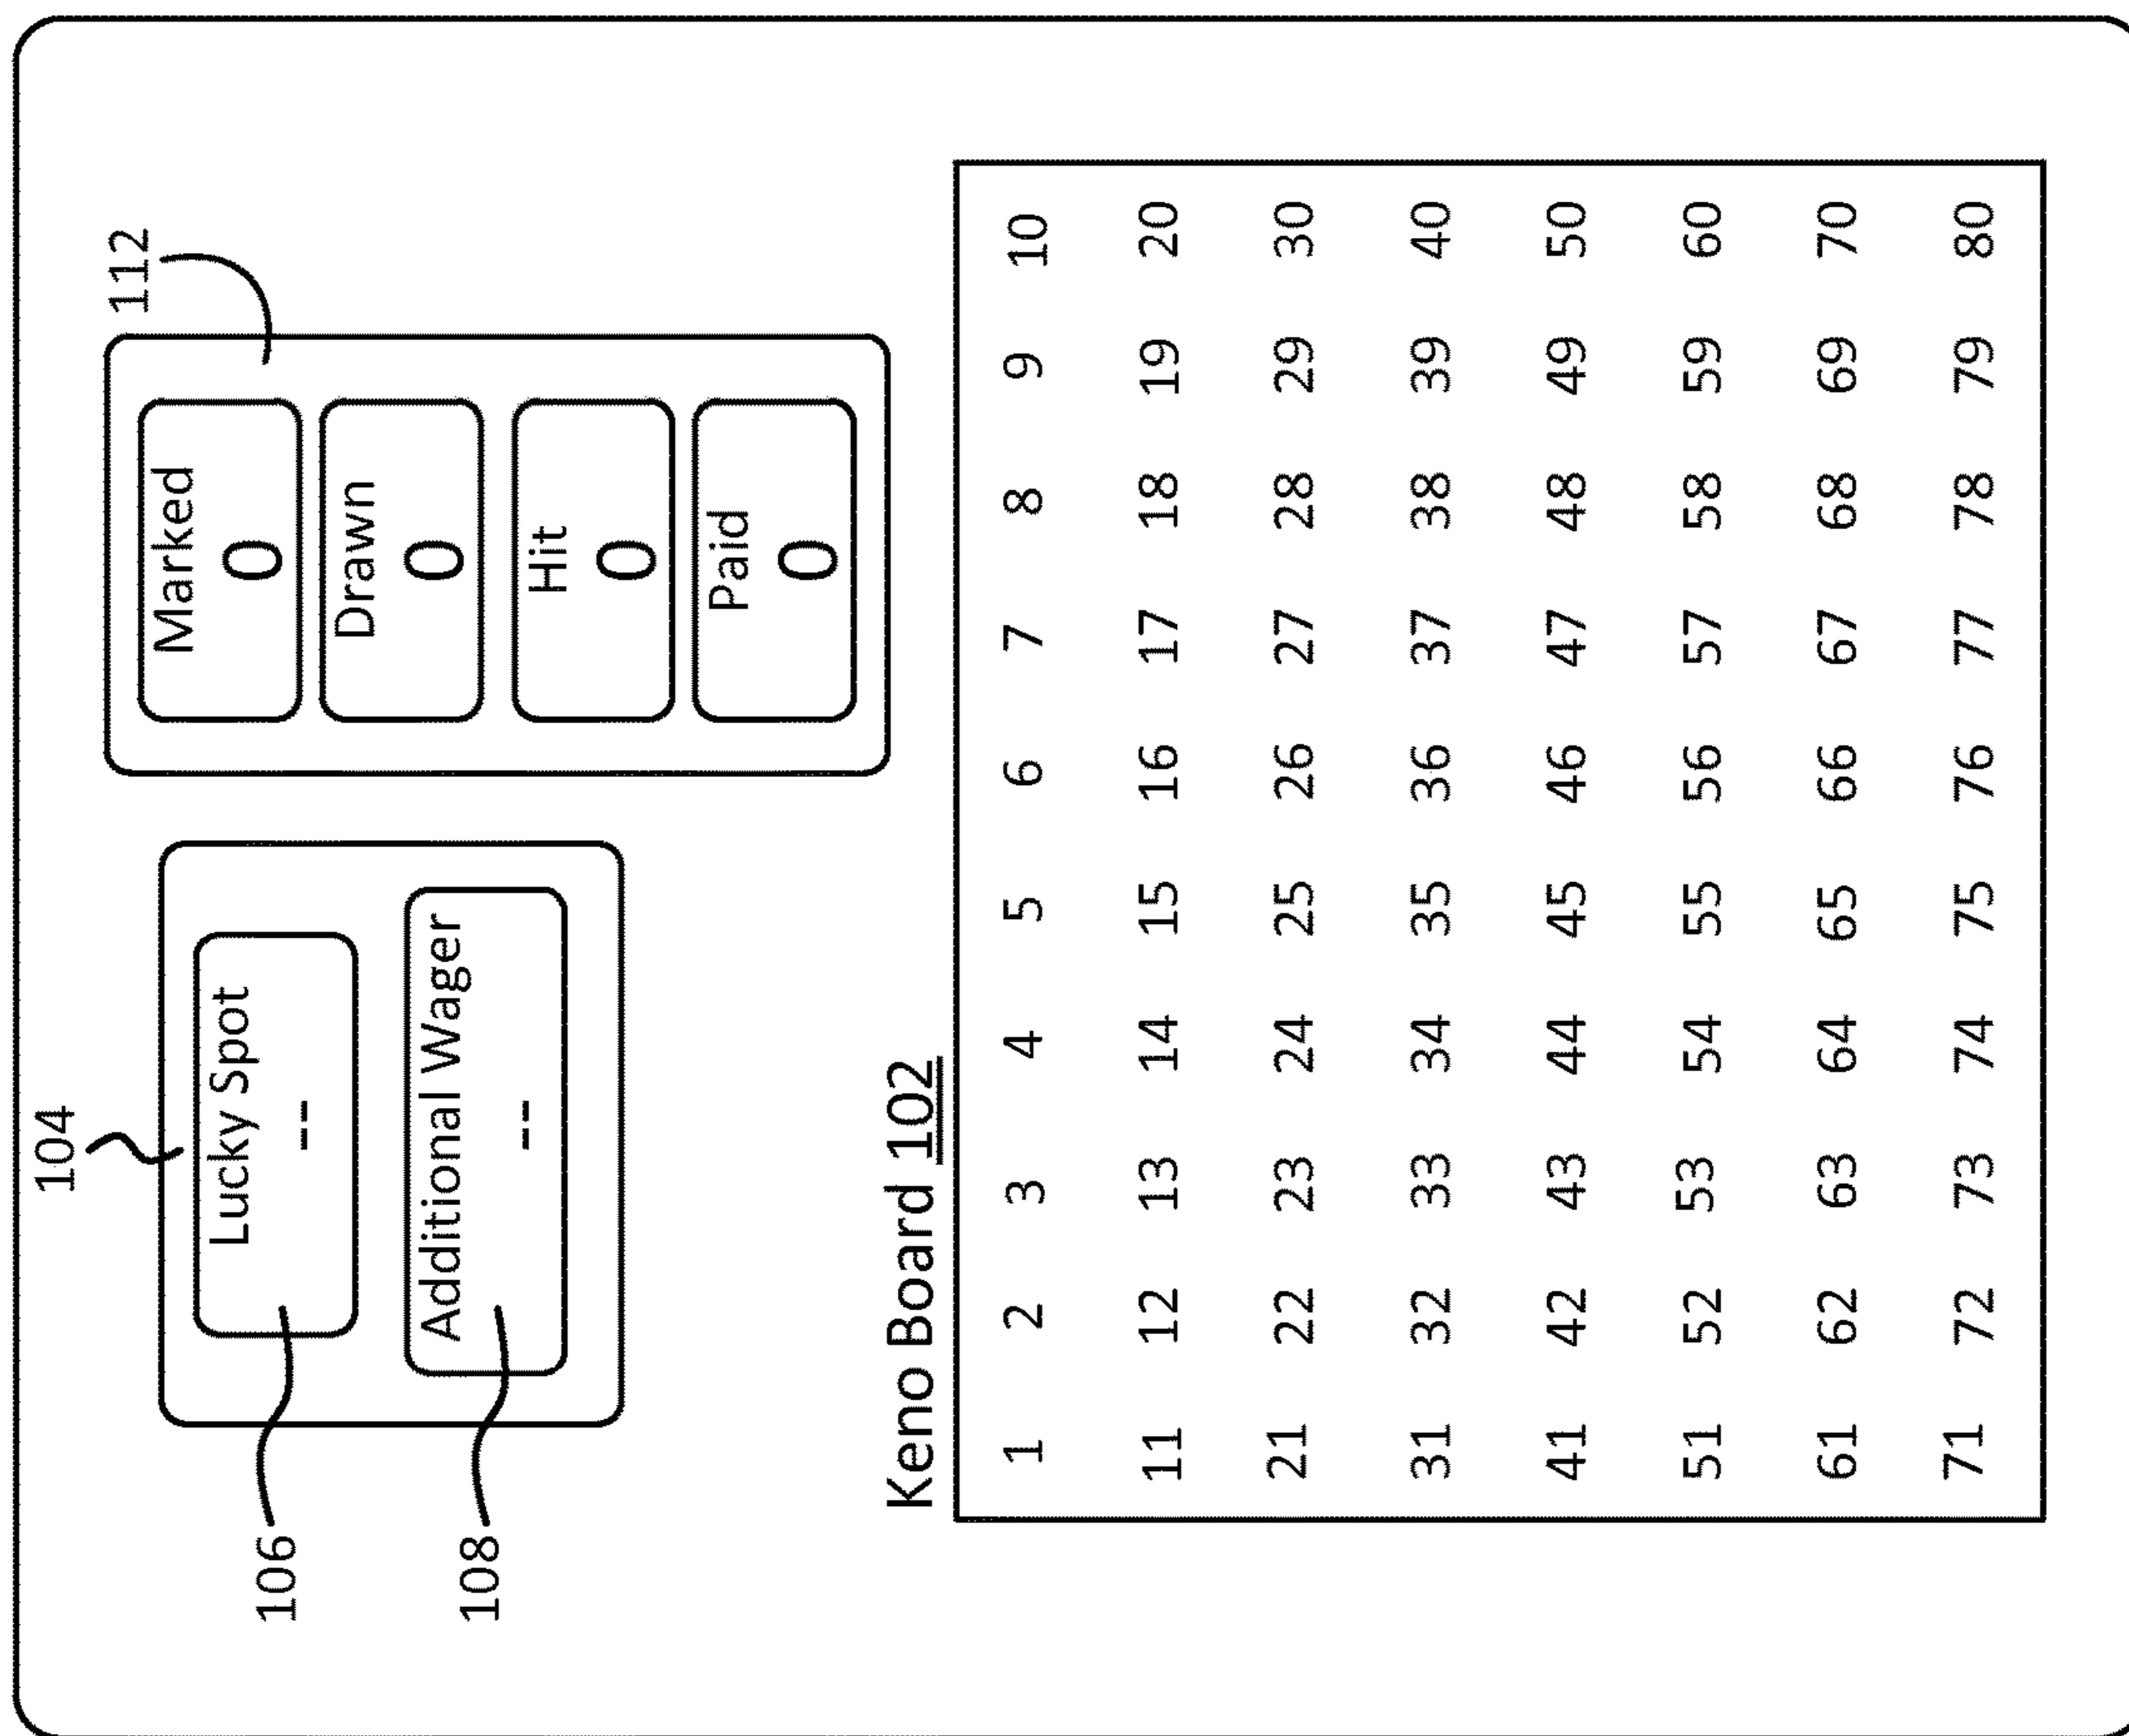 104
112
Lucky Spot
--
106
Additional Wager
--
108
Marked
0
Drawn
0
Hit
0
Paid
0
Keno Board 102
1 2 3 4 5 6 7 8 9 10
11 12 13 14 15 16 17 18 19 20
21 22 23 24 25 26 27 28 29 30
31 32 33 34 35 36 37 38 39 40
41 42 43 44 45 46 47 48 49 50
51 52 53 54 55 56 57 58 59 60
61 62 63 64 65 66 67 68 69 70
71 72 73 74 75 76 77 78 79 80